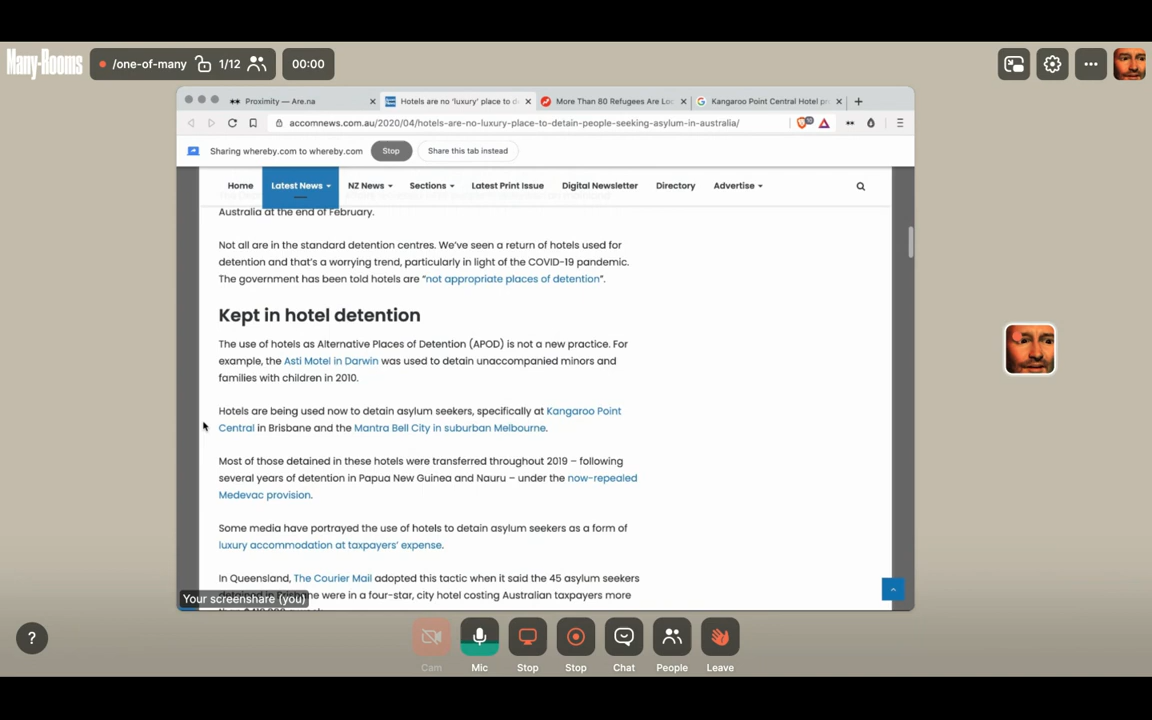 Many-Rooms
/one-of-many
1/12
00:00
Proximity — Are.na
Hotels are no 'luxury' place to d
More Than 80 Refugees Are Loc
Kangaroo Point Central Hotel pr
accomnews.com.au/2020/04/hotels-are-no-luxury-place-to-detain-people-seeking-asylum-in-australia/
Sharing whereby.com to whereby.com
Stop
Share this tab instead
Home
Latest News
NZ News
Sections
Latest Print Issue
Digital Newsletter
Directory
Advertise
Australia at the end of February.
Not all are in the standard detention centres. We've seen a return of hotels used for
detention and that's a worrying trend, particularly in light of the COVID-19 pandemic.
The government has been told hotels are "not appropriate places of detention".
Kept in hotel detention
The use of hotels as Alternative Places of Detention (APOD) is not a new practice. For
example, the Asti Motel in Darwin was used to detain unaccompanied minors and
families with children in 2010.
Hotels are being used now to detain asylum seekers, specifically at Kangaroo Point
Central in Brisbane and the Mantra Bell City in suburban Melbourne.
Most of those detained in these hotels were transferred throughout 2019 – following
several years of detention in Papua New Guinea and Nauru – under the now-repealed
Medevac provision.
Some media have portrayed the use of hotels to detain asylum seekers as a form of
luxury accommodation at taxpayers' expense.
In Queensland, The Courier Mail adopted this tactic when it said the 45 asylum seekers
were in a four-star, city hotel costing Australian taxpayers more
Your screenshare (you)
?
Cam
Mic
Stop
Stop
Chat
People
Leave